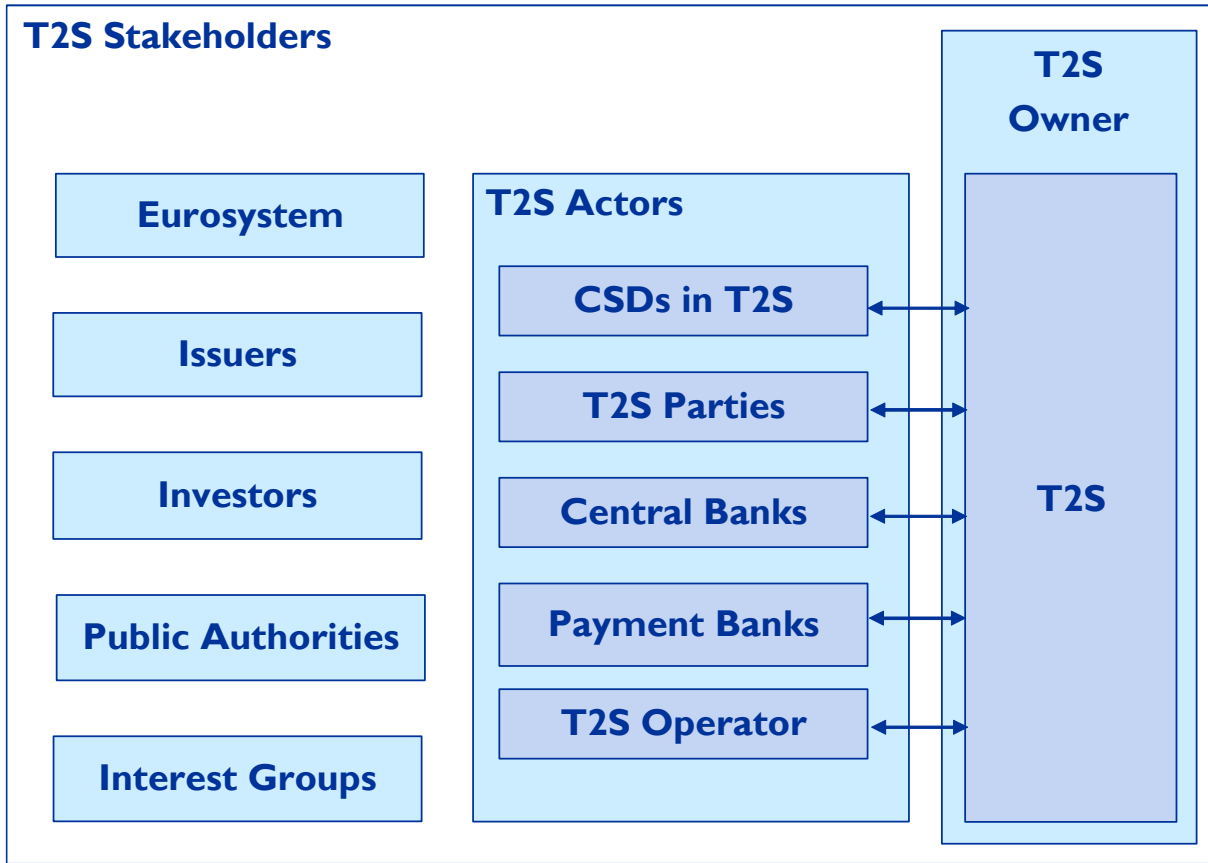 T2S Stakeholders
T2S
Owner
Eurosystem
Issuers
Investors
Public Authorities
Interest Groups
T2S Actors
CSDs in T2S
T2S Parties
Central Banks
Payment Banks
T2S Operator
T2S